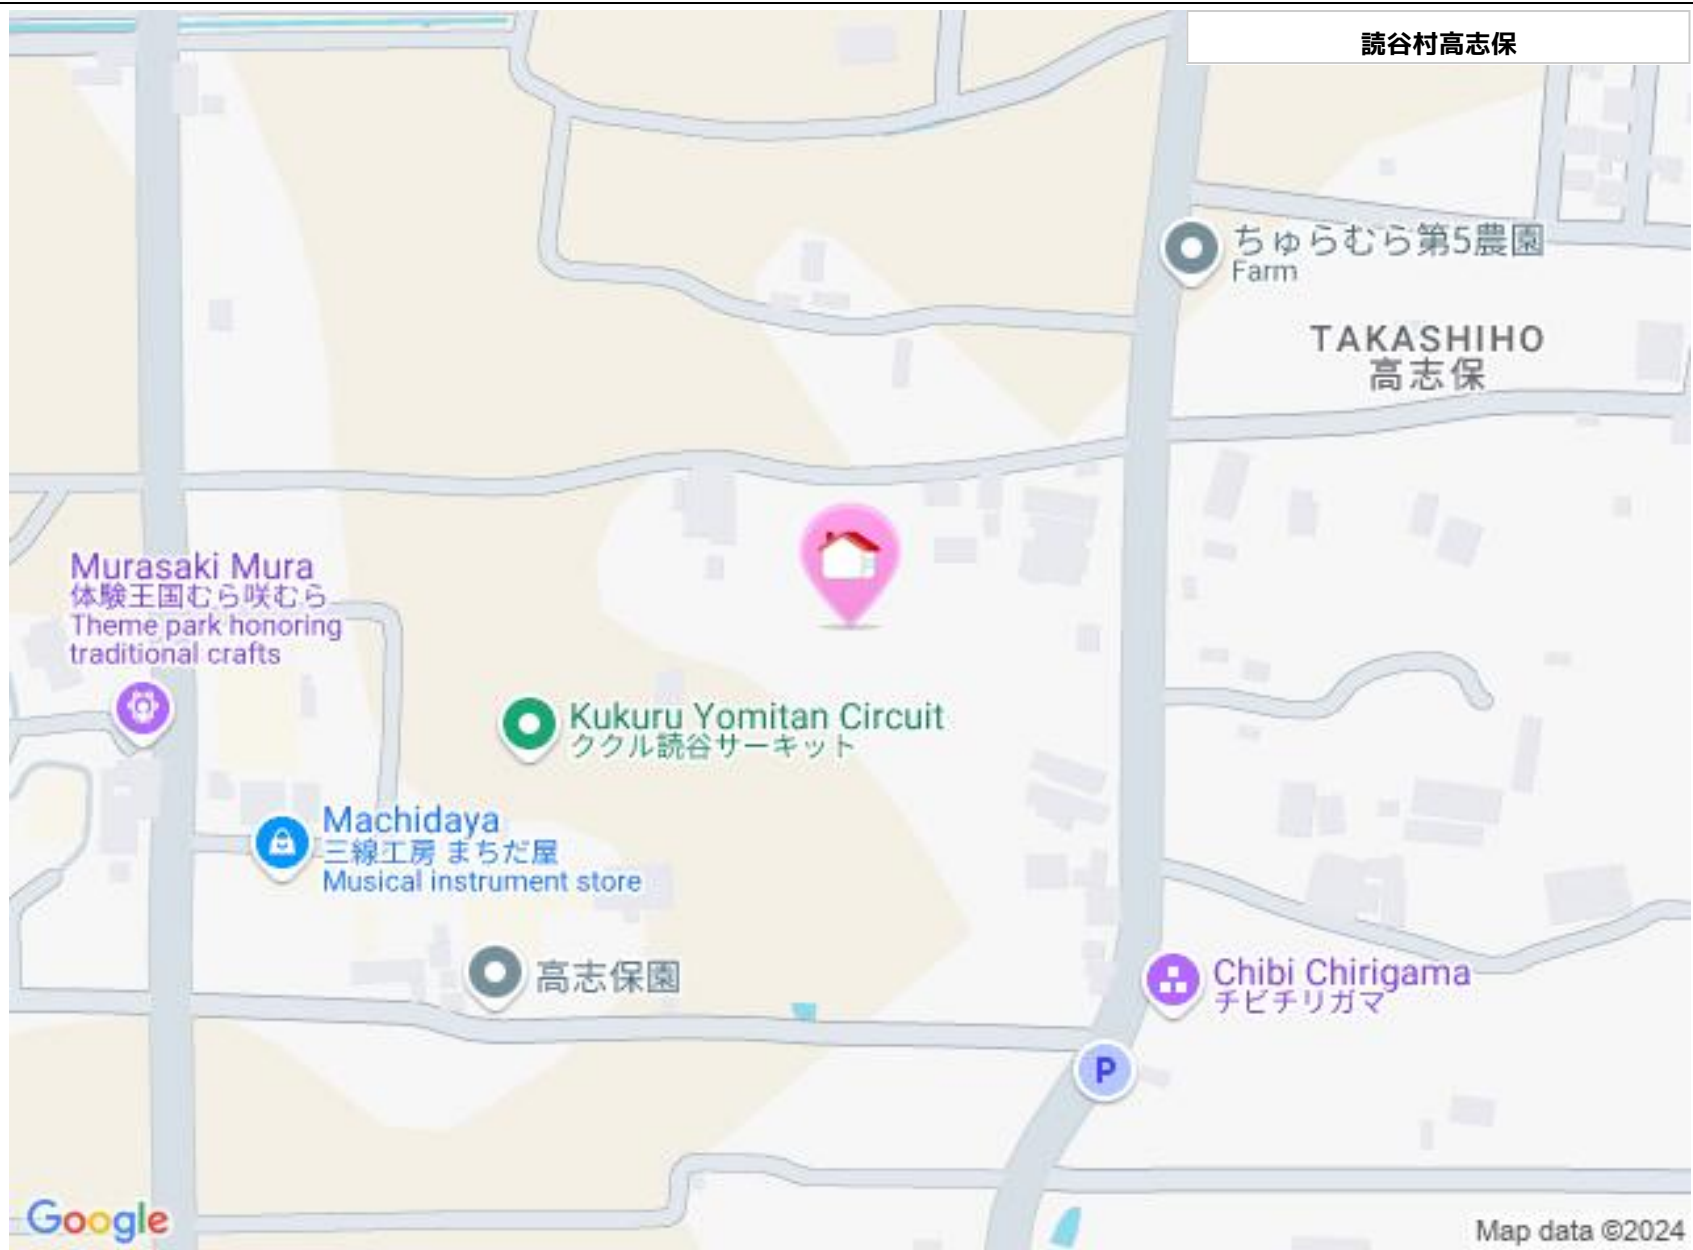 読谷村高志保
ちゅらむら第5農園
Farm
TAKASHIHO
高志保
Murasaki Mura
体験王国むら咲むら
Theme park honoring
traditional crafts
Kukuru Yomitan Circuit
ククル読谷サーキット
Machidaya
三線工房 まちだ屋
Musical instrument store
高志保園
Chibi Chirigama
チビチリガマ
P
Google
Map data ©2024